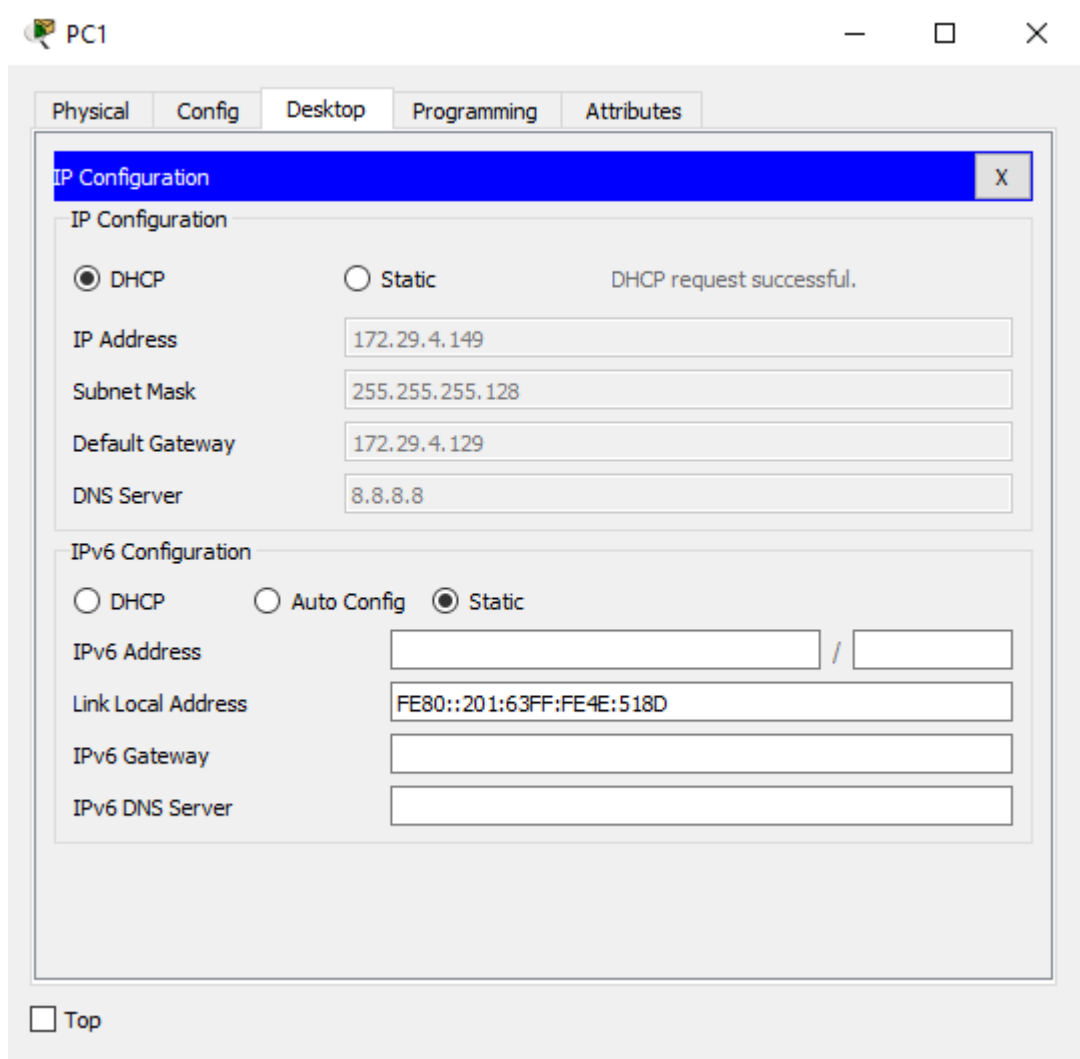 PC1
Physical Config Desktop Programming Attributes
IP Configuration X
IP Configuration
DHCP Static DHCP request successful.
IP Address 172.29.4.149
Subnet Mask 255.255.255.128
Default Gateway 172.29.4.129
DNS Server 8.8.8.8
IPv6 Configuration
DHCP Auto Config Static
IPv6 Address /
Link Local Address FE80::201:63FF:FE4E:518D
IPv6 Gateway
IPv6 DNS Server
Top